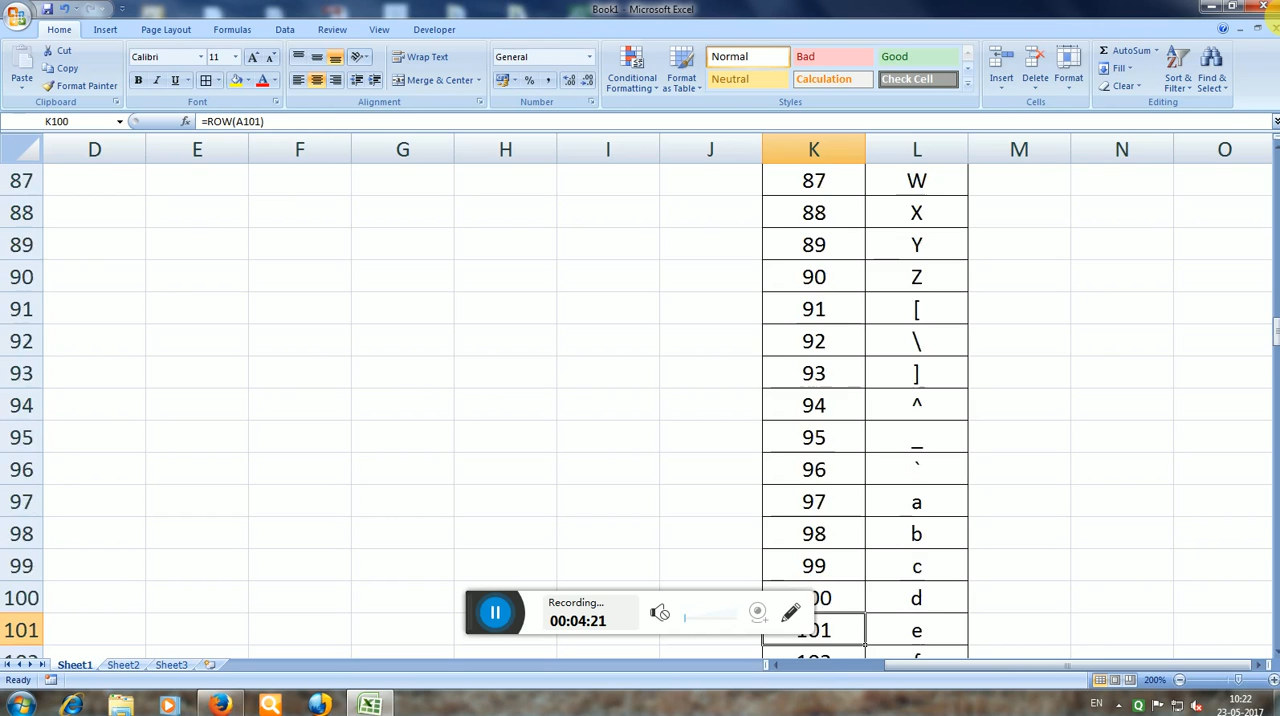 Book1 - Microsoft Excel
Home Insert Page Layout Formulas Data Review View Developer
Paste Cut Copy Format Painter Clipboard
Calibri 11 A A B I U A Font
Wrap Text Merge & Center Alignment
General % , Number
Conditional Formatting Format as Table
Normal Bad Good
Neutral Calculation Check Cell
Styles
Insert Delete Format Cells
Σ AutoSum Fill Clear Sort & Filter Find & Select Editing
K100 fx =ROW(A101)
D E F G H I J K L M N O
87 87 W
88 88 X
89 89 Y
90 90 Z
91 91 [
92 92 \
93 93 ]
94 94 ^
95 95 _
96 96 `
97 97 a
98 98 b
99 99 c
100 00 d
101 101 e
Recording...
00:04:21
Sheet1 Sheet2 Sheet3
Ready 200%
EN 10:22
23-05-2017